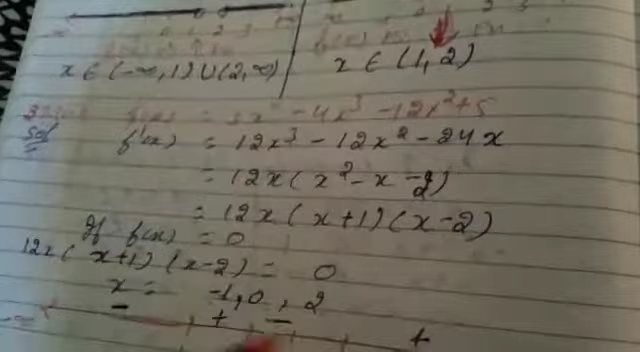 x ∈ (-∞, 1) ∪ (2, ∞)
x ∈ (1, 2)
f(x) = 3x⁴ - 4x³ - 12x² + 5
Sol f'(x) = 12x³ - 12x² - 24x
= 12x (x² - x - 2)
= 12x (x+1) (x-2)
If f'(x) = 0
12x (x+1) (x-2) = 0
x = -1, 0, 2
- + - +
-∞